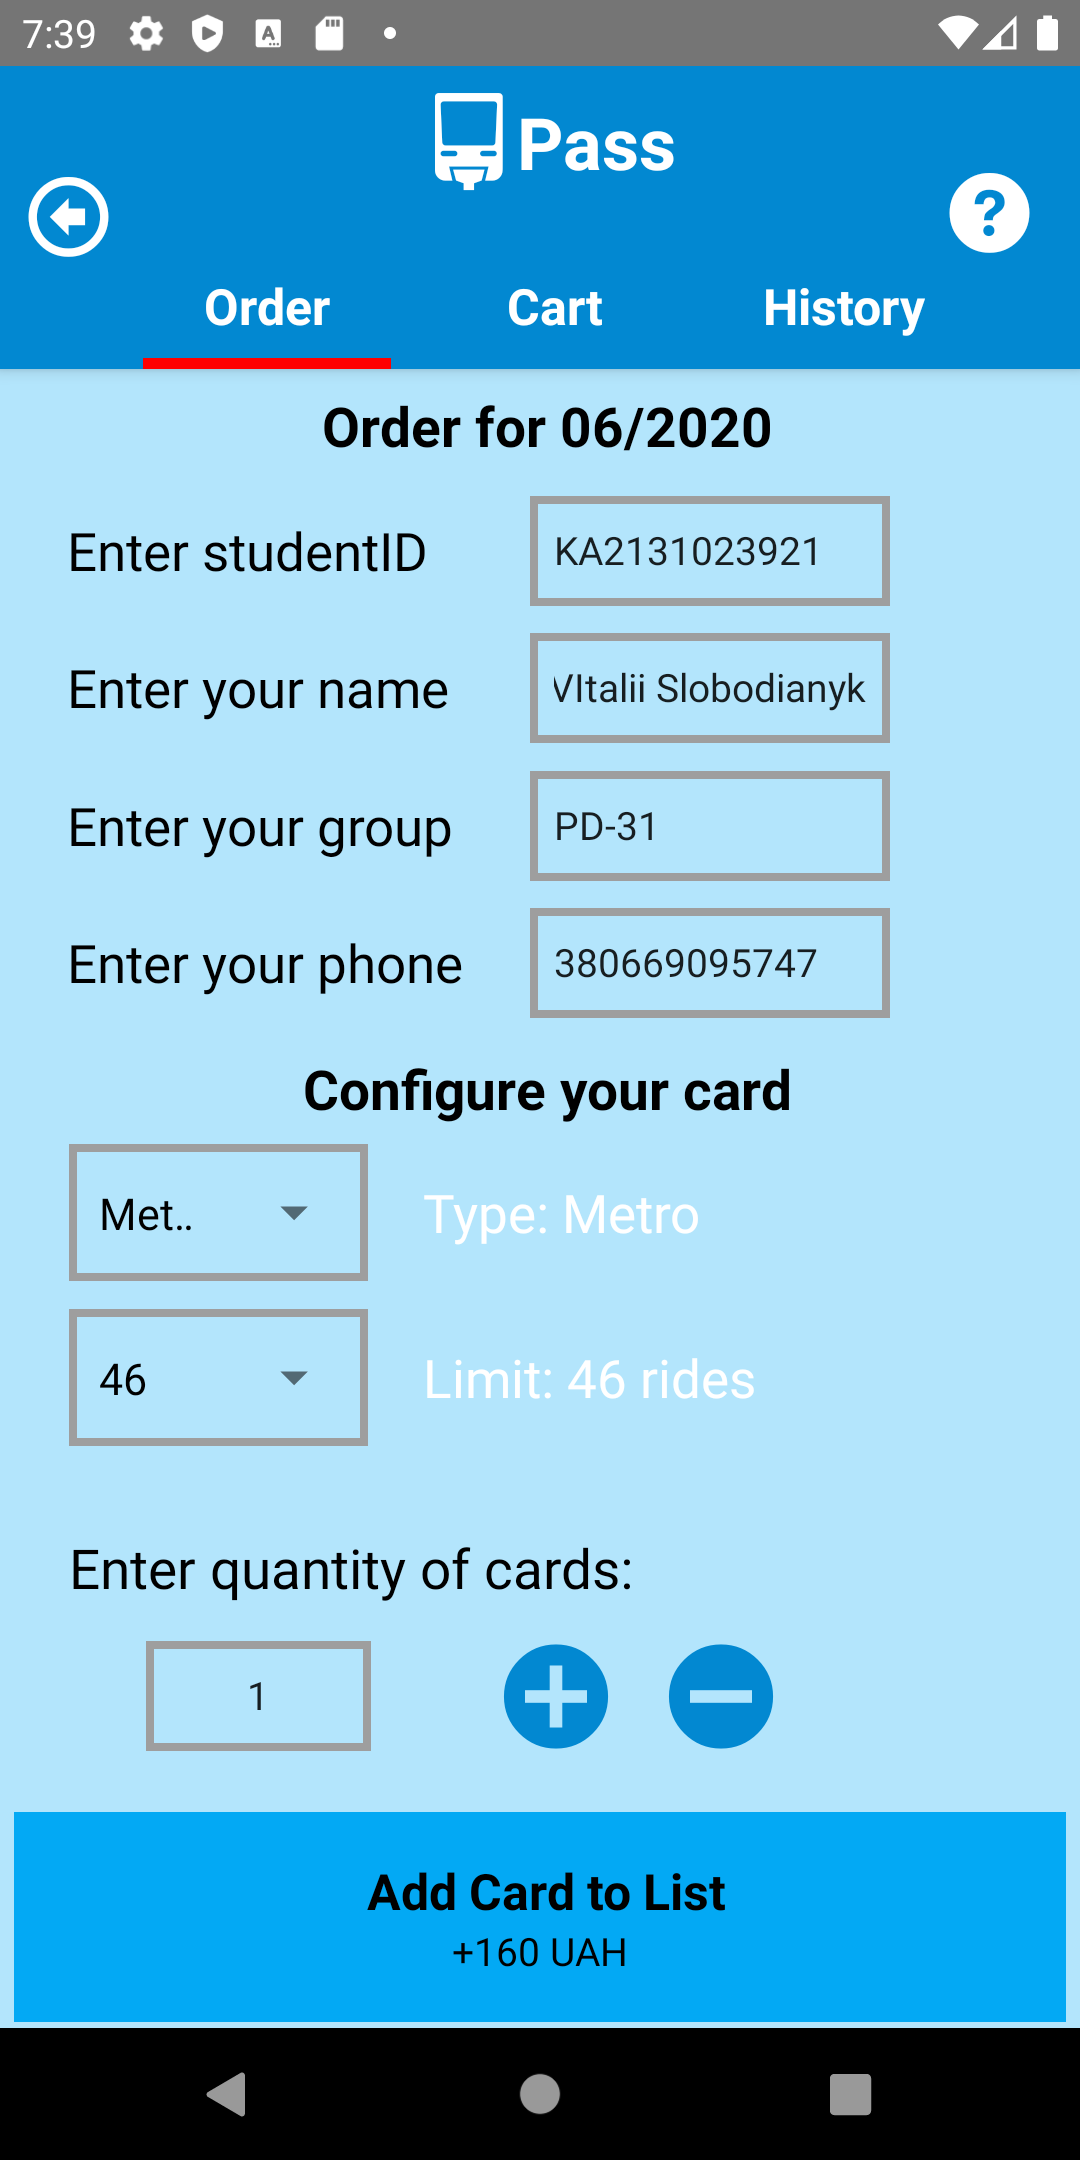 7:39
Pass
Order Cart History
Order for 06/2020
Enter studentID KA2131023921
Enter your name VItalii Slobodianyk
Enter your group PD-31
Enter your phone 380669095747
Configure your card
Met.. Type: Metro
46 Limit: 46 rides
Enter quantity of cards:
1
Add Card to List
+160 UAH